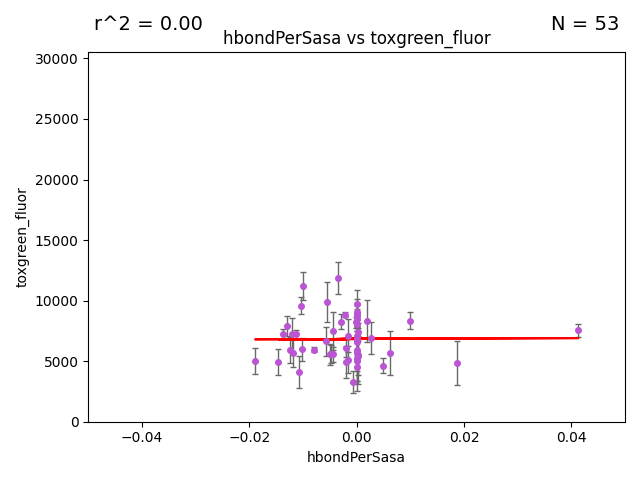 r^2 = 0.00
N = 53
hbondPerSasa vs toxgreen_fluor
30000
25000
20000
15000
10000
5000
0
toxgreen_fluor
−0.04
−0.02
0.00
0.02
0.04
hbondPerSasa